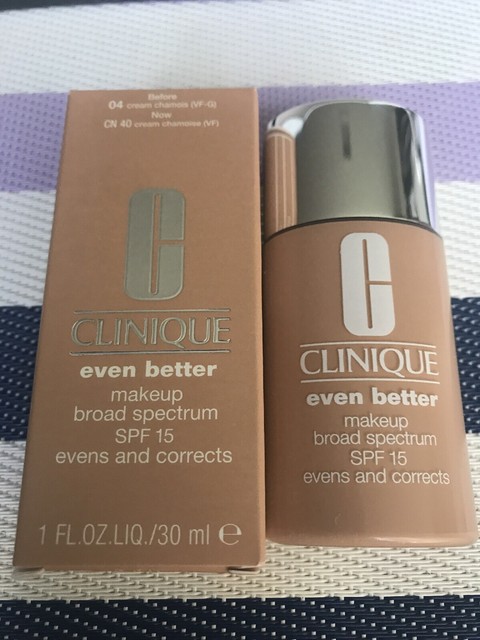 Before
04 cream chamois (VF-G)
Now
CN 40 cream chamoise (VF)
C
CLINIQUE
even better
makeup
broad spectrum
SPF 15
evens and corrects
1 FL.OZ.LIQ./30 ml e
C
CLINIQUE
even better
makeup
broad spectrum
SPF 15
evens and corrects